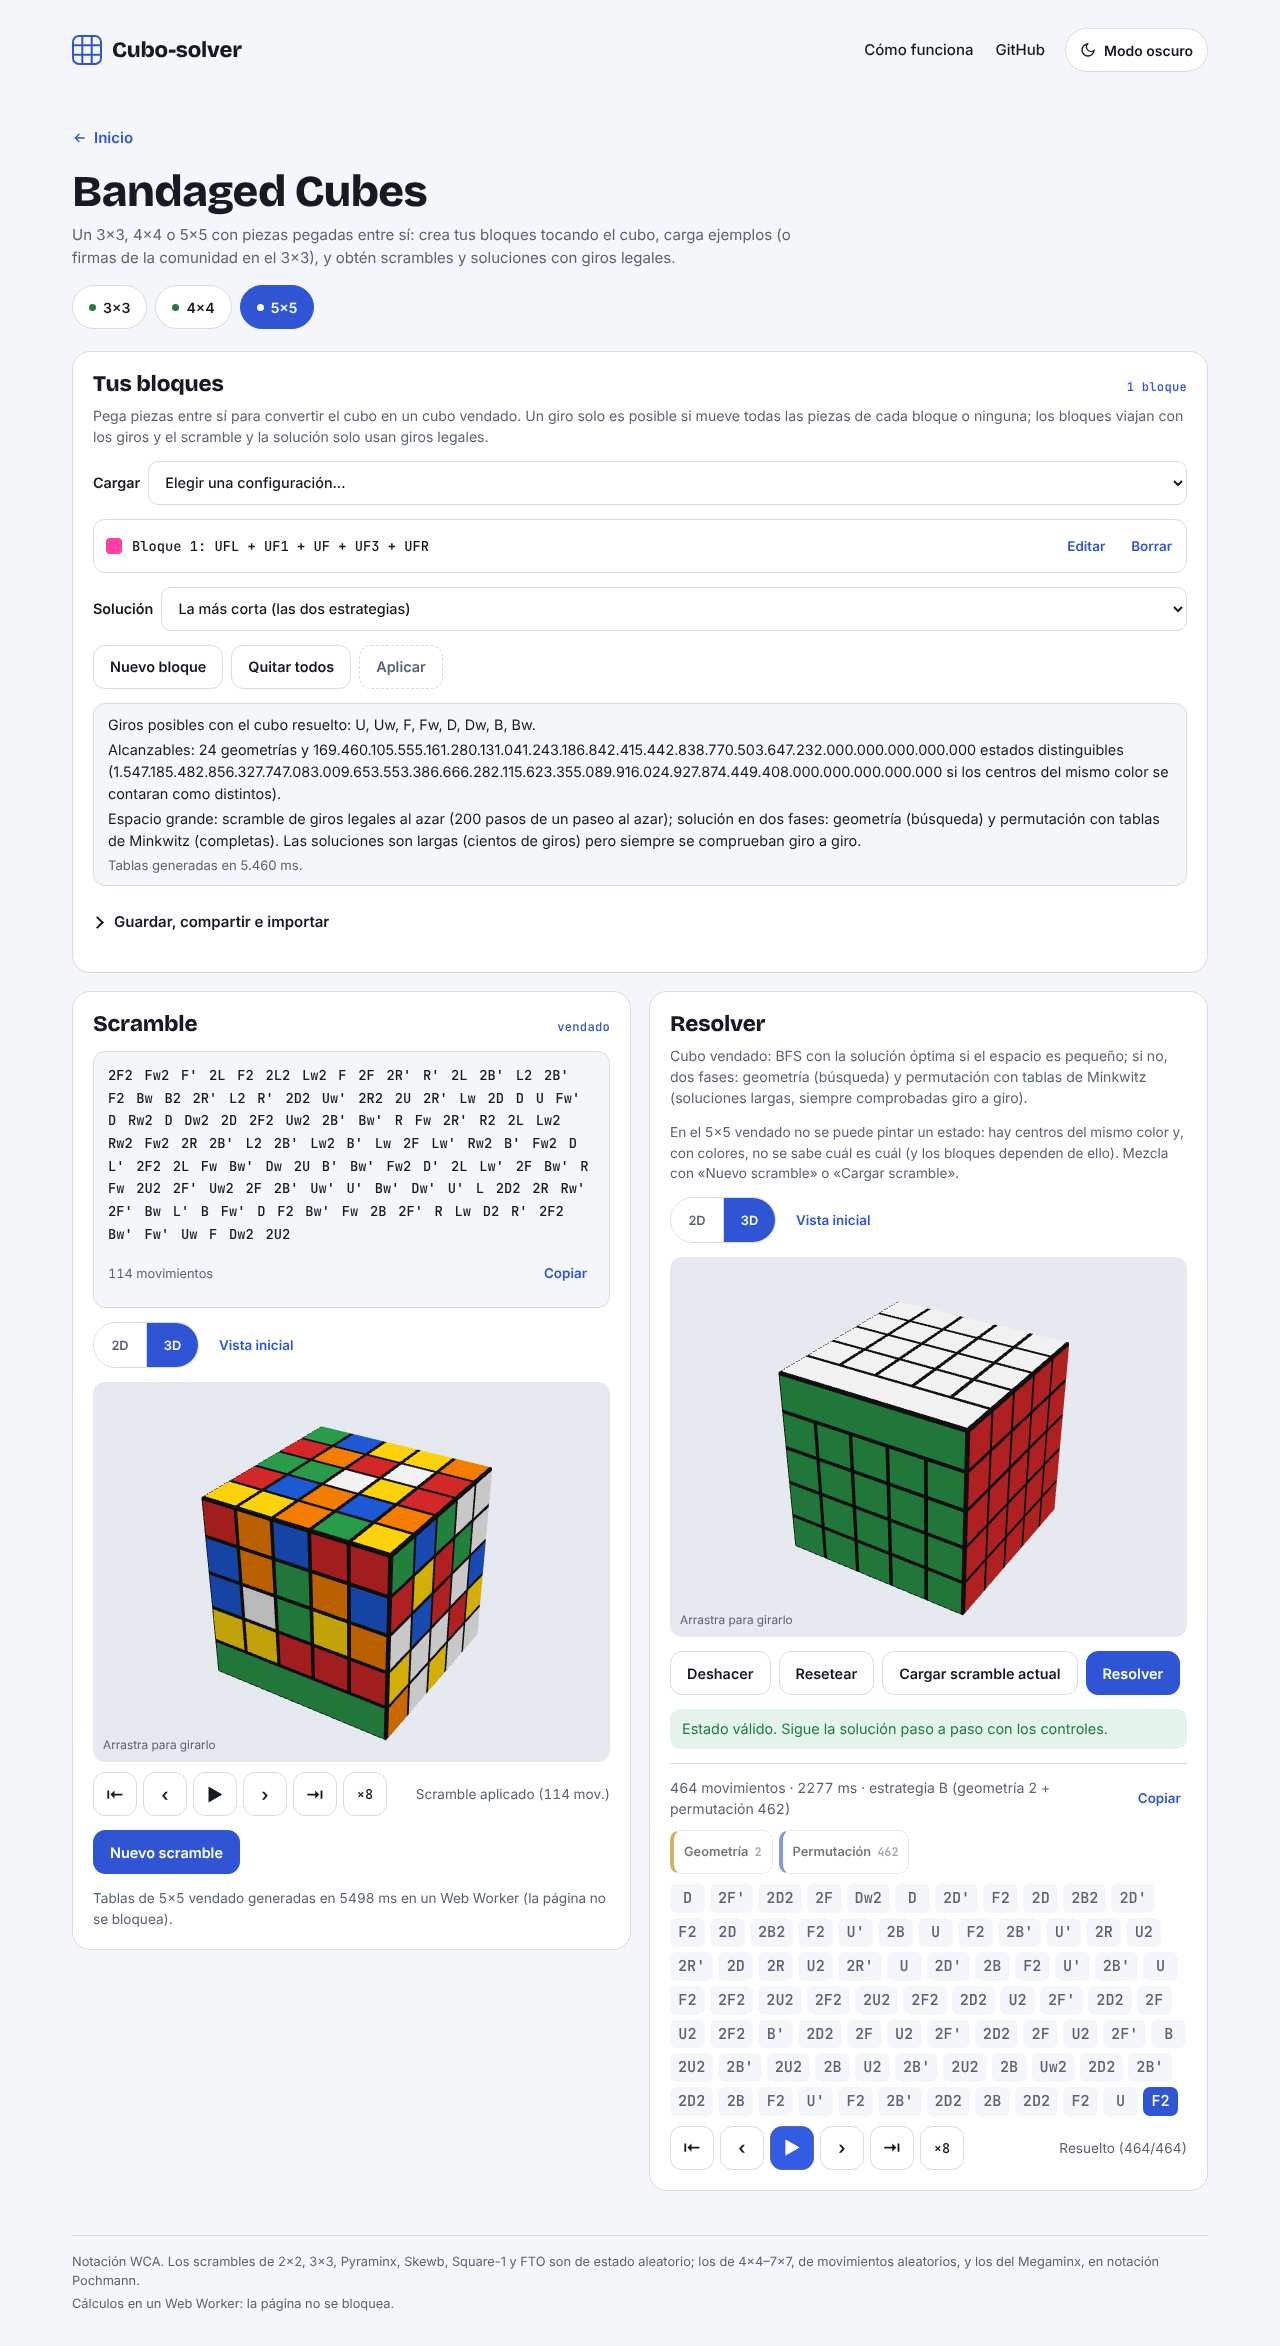 Cubo-solver
Cómo funciona
GitHub
Modo oscuro
← Inicio
Bandaged Cubes
Un 3×3, 4×4 o 5×5 con piezas pegadas entre sí: crea tus bloques tocando el cubo, carga ejemplos (o
firmas de la comunidad en el 3×3), y obtén scrambles y soluciones con giros legales.
3×3
4×4
5×5
Tus bloques
1 bloque
Pega piezas entre sí para convertir el cubo en un cubo vendado. Un giro solo es posible si mueve todas las piezas de cada bloque o ninguna; los bloques viajan con
los giros y el scramble y la solución solo usan giros legales.
Cargar
Elegir una configuración...
Bloque 1: UFL + UF1 + UF + UF3 + UFR
Editar
Borrar
Solución
La más corta (las dos estrategias)
Nuevo bloque
Quitar todos
Aplicar
Giros posibles con el cubo resuelto: U, Uw, F, Fw, D, Dw, B, Bw.
Alcanzables: 24 geometrías y 169.460.105.555.161.280.131.041.243.186.842.415.442.838.770.503.647.232.000.000.000.000.000 estados distinguibles
(1.547.185.482.856.327.747.083.009.653.553.386.666.282.115.623.355.089.916.024.927.874.449.408.000.000.000.000.000 si los centros del mismo color se
contaran como distintos).
Espacio grande: scramble de giros legales al azar (200 pasos de un paseo al azar); solución en dos fases: geometría (búsqueda) y permutación con tablas
de Minkwitz (completas). Las soluciones son largas (cientos de giros) pero siempre se comprueban giro a giro.
Tablas generadas en 5.460 ms.
Guardar, compartir e importar
Scramble
vendado
2F2 Fw2 F' 2L F2 2L2 Lw2 F 2F 2R' R' 2L 2B' L2 2B'
F2 Bw B2 2R' L2 R' 2D2 Uw' 2R2 2U 2R' Lw 2D D U Fw'
D Rw2 D Dw2 2D 2F2 Uw2 2B' Bw' R Fw 2R' R2 2L Lw2
Rw2 Fw2 2R 2B' L2 2B' Lw2 B' Lw 2F Lw' Rw2 B' Fw2 D
L' 2F2 2L Fw Bw' Dw 2U B' Bw' Fw2 D' 2L Lw' 2F Bw' R
Fw 2U2 2F' Uw2 2F 2B' Uw' U' Bw' Dw' U' L 2D2 2R Rw'
2F' Bw L' B Fw' D F2 Bw' Fw 2B 2F' R Lw D2 R' 2F2
Bw' Fw' Uw F Dw2 2U2
114 movimientos
Copiar
2D
3D
Vista inicial
Arrastra para girarlo
×8
Scramble aplicado (114 mov.)
Nuevo scramble
Tablas de 5×5 vendado generadas en 5498 ms en un Web Worker (la página no
se bloquea).
Resolver
Cubo vendado: BFS con la solución óptima si el espacio es pequeño; si no,
dos fases: geometría (búsqueda) y permutación con tablas de Minkwitz
(soluciones largas, siempre comprobadas giro a giro).
En el 5×5 vendado no se puede pintar un estado: hay centros del mismo color y,
con colores, no se sabe cuál es cuál (y los bloques dependen de ello). Mezcla
con «Nuevo scramble» o «Cargar scramble».
2D
3D
Vista inicial
Arrastra para girarlo
Deshacer
Resetear
Cargar scramble actual
Resolver
Estado válido. Sigue la solución paso a paso con los controles.
464 movimientos · 2277 ms · estrategia B (geometría 2 +
permutación 462)
Copiar
Geometría 2
Permutación 462
D 2F' 2D2 2F Dw2 D 2D' F2 2D 2B2 2D'
F2 2D 2B2 F2 U' 2B U F2 2B' U' 2R U2
2R' 2D 2R U2 2R' U 2D' 2B F2 U' 2B' U
F2 2F2 2U2 2F2 2U2 2F2 2D2 U2 2F' 2D2 2F
U2 2F2 B' 2D2 2F U2 2F' 2D2 2F U2 2F' B
2U2 2B' 2U2 2B U2 2B' 2U2 2B Uw2 2D2 2B'
2D2 2B F2 U' F2 2B' 2D2 2B 2D2 F2 U F2
×8
Resuelto (464/464)
Notación WCA. Los scrambles de 2×2, 3×3, Pyraminx, Skewb, Square-1 y FTO son de estado aleatorio; los de 4×4–7×7, de movimientos aleatorios, y los del Megaminx, en notación
Pochmann.
Cálculos en un Web Worker: la página no se bloquea.